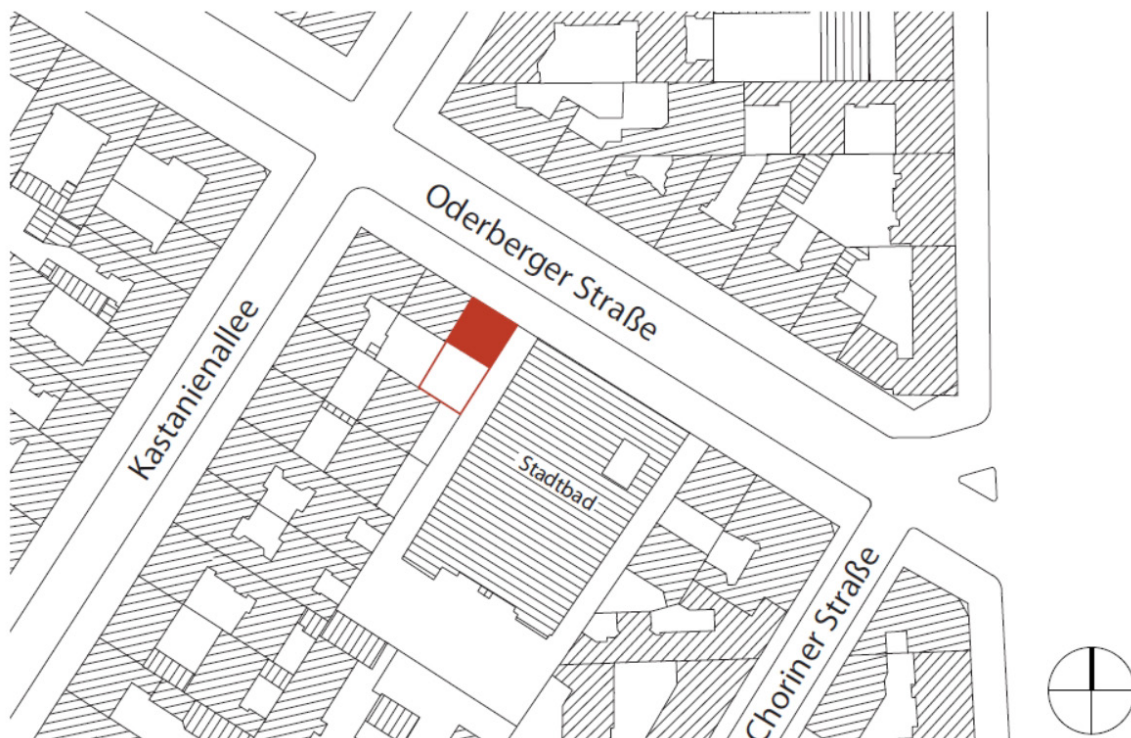 Oderberger Straße
Kastanienallee
Stadtbad
Choriner Straße